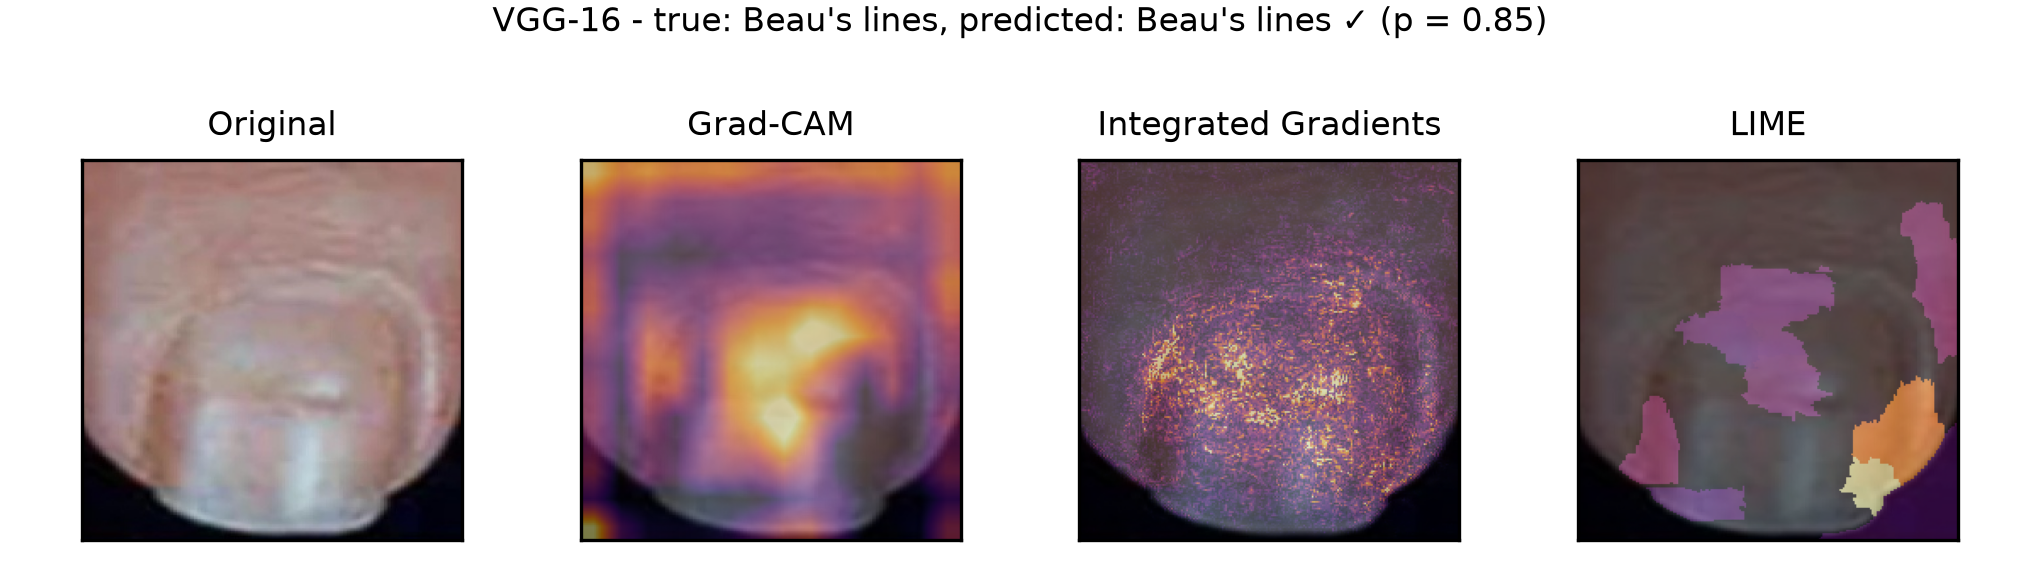 VGG-16 - true: Beau's lines, predicted: Beau's lines ✓ (p = 0.85)
Original
Grad-CAM
Integrated Gradients
LIME